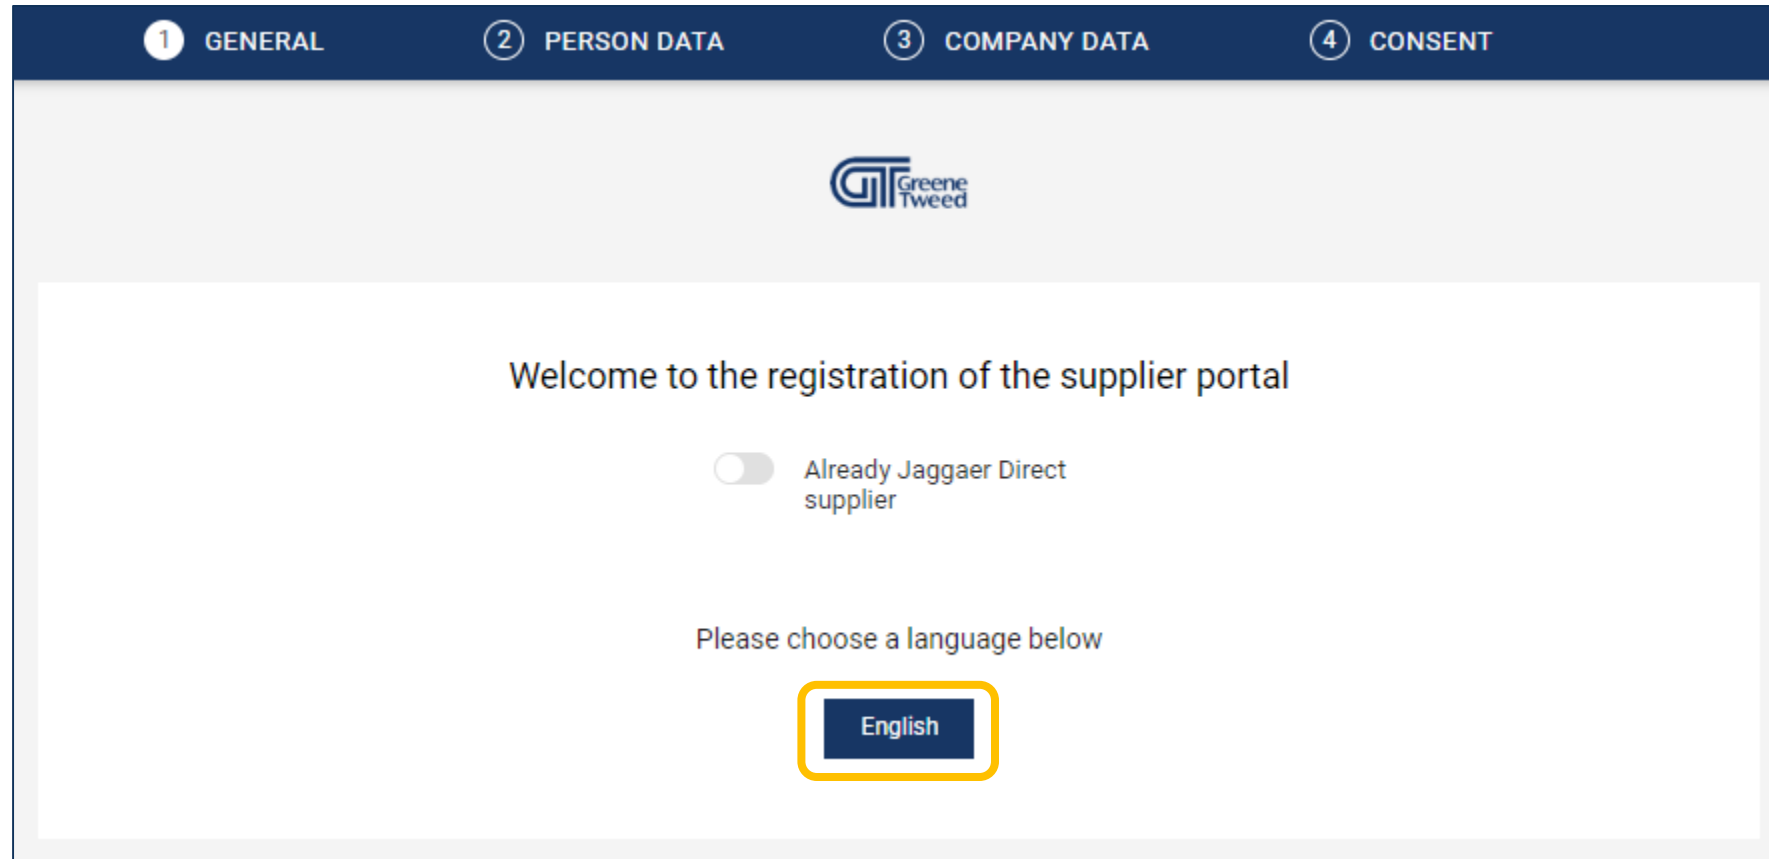 1 GENERAL 2 PERSON DATA 3 COMPANY DATA 4 CONSENT
GT Greene
Tweed
Welcome to the registration of the supplier portal
Already Jaggaer Direct
supplier
Please choose a language below
English